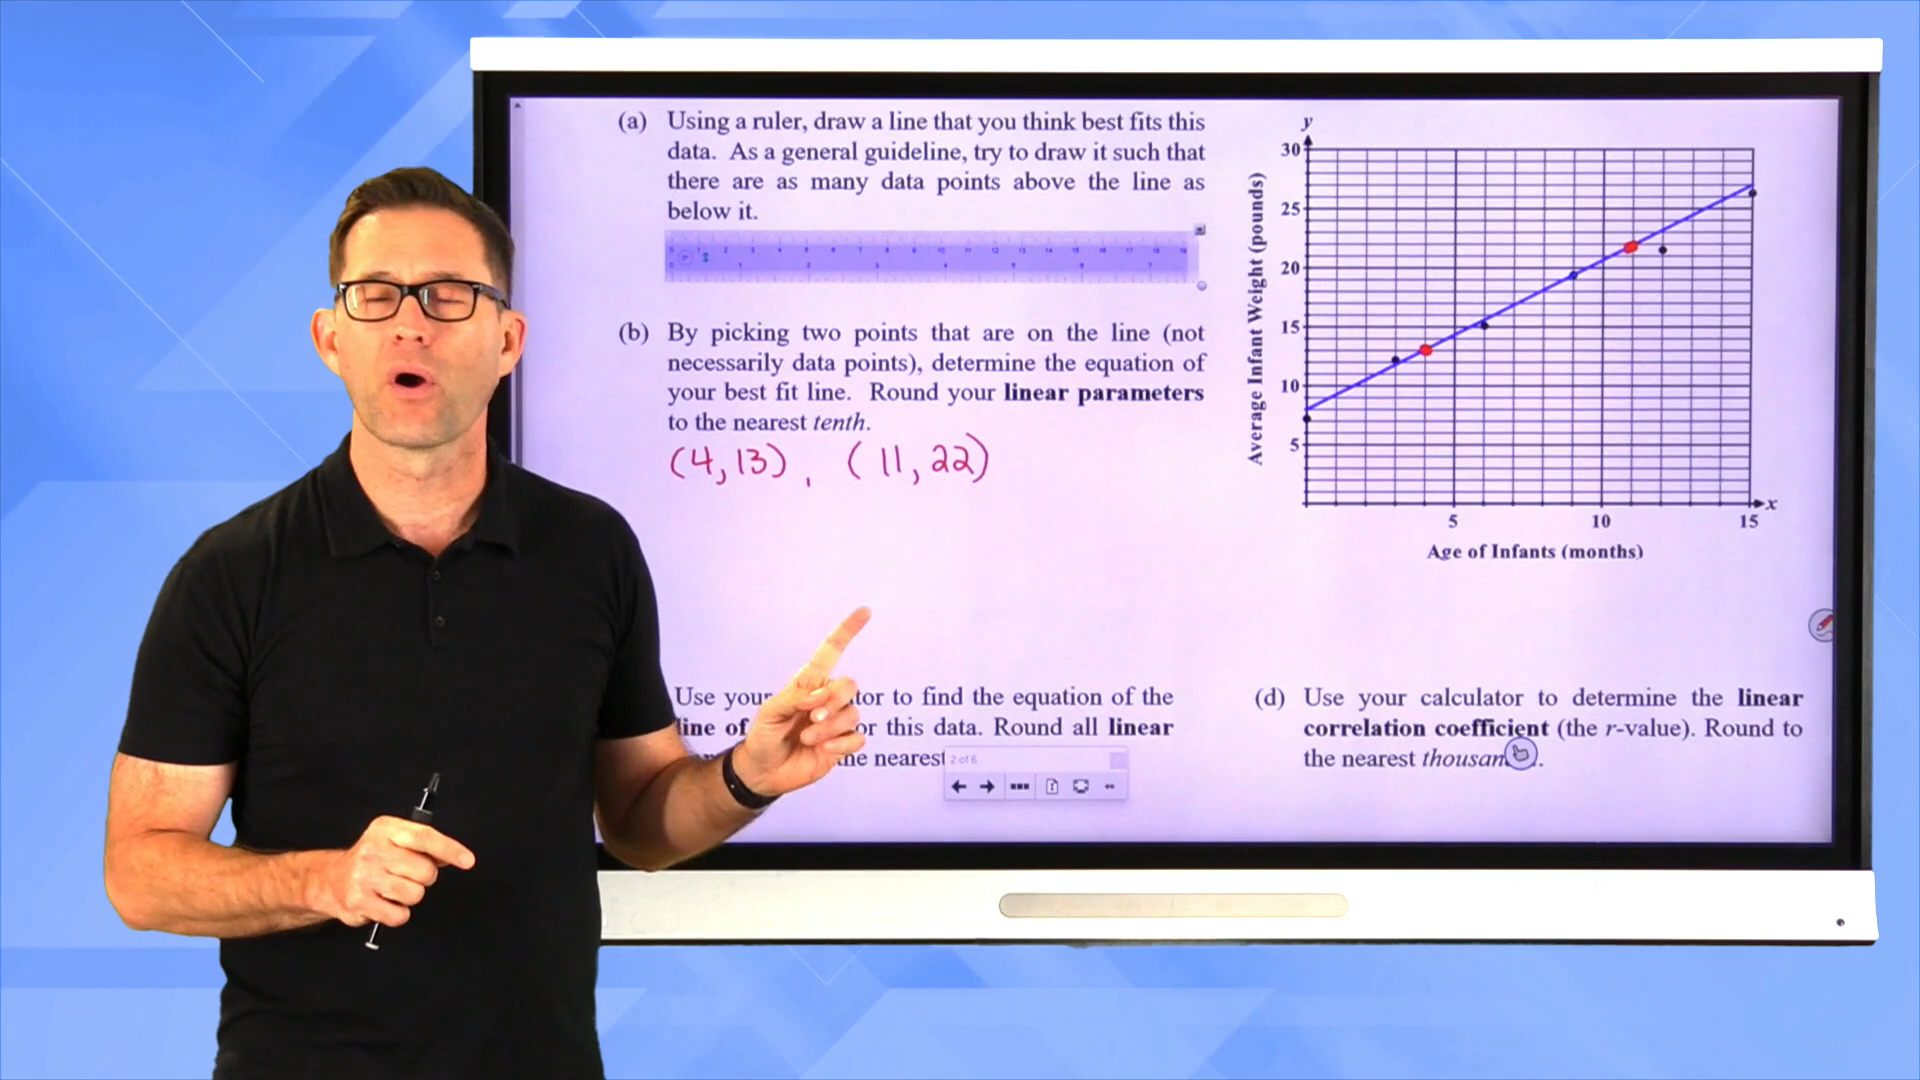 (a) Using a ruler, draw a line that you think best fits this
data. As a general guideline, try to draw it such that
there are as many data points above the line as
below it.
(b) By picking two points that are on the line (not
necessarily data points), determine the equation of
your best fit line. Round your linear parameters
to the nearest tenth.
(4,13), (11,22)
y
30
25
20
15
10
5
5 10 15
x
Average Infant Weight (pounds)
Age of Infants (months)
Use your to find the equation of the
line of for this data. Round all linear
the nearest
2 of 6
(d) Use your calculator to determine the linear
correlation coefficient (the r-value). Round to
the nearest